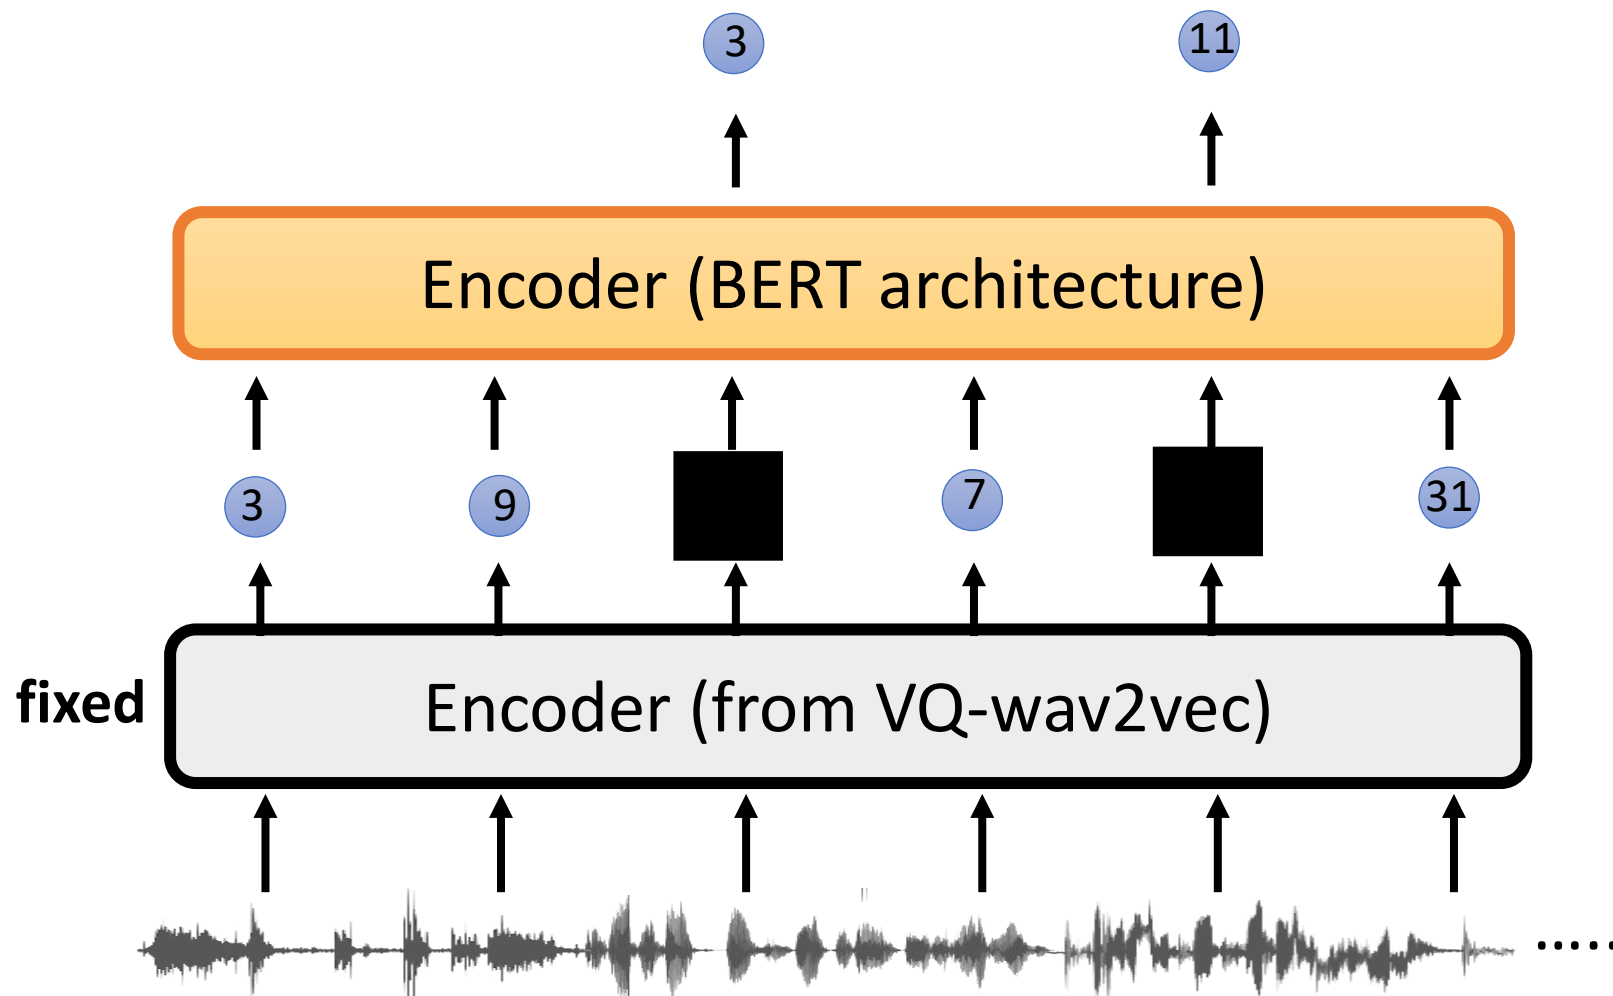 3 11
Encoder (BERT architecture)
3 9 7 31
fixed Encoder (from VQ-wav2vec)
......